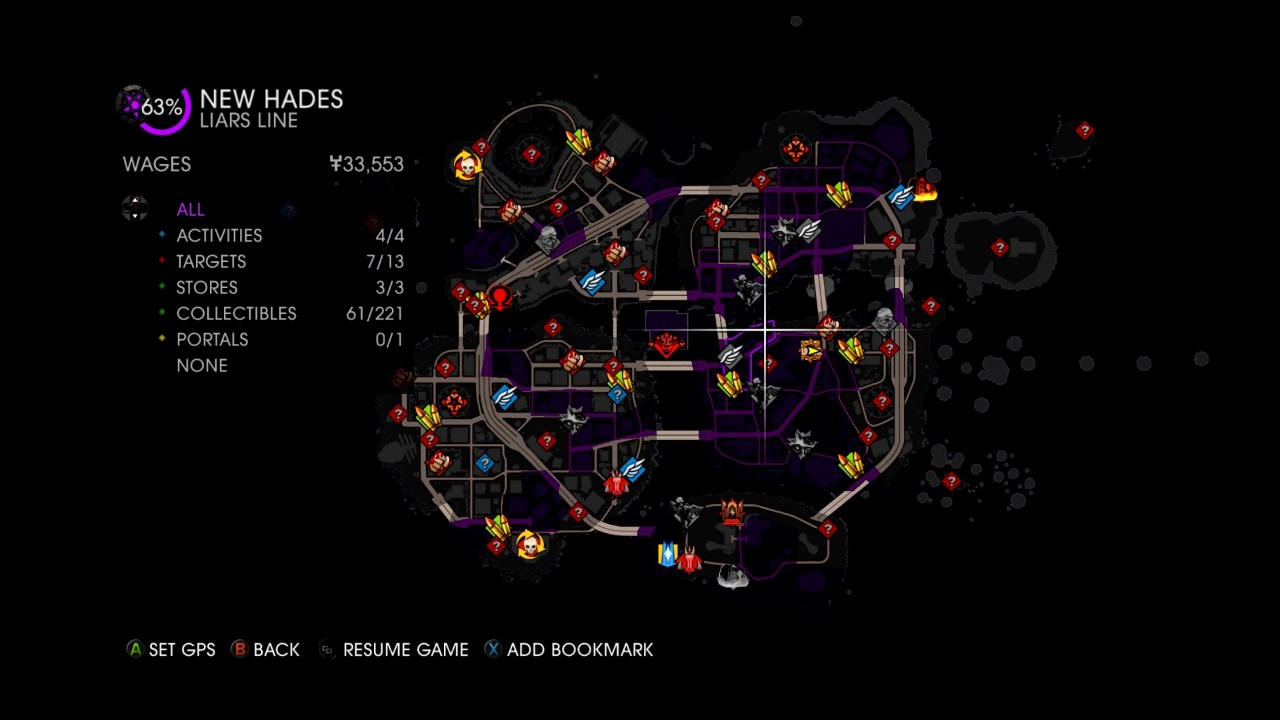 63%
NEW HADES
LIARS LINE
WAGES 33,553
ALL
ACTIVITIES 4/4
TARGETS 7/13
STORES 3/3
COLLECTIBLES 61/221
PORTALS 0/1
NONE
A SET GPS B BACK RESUME GAME X ADD BOOKMARK